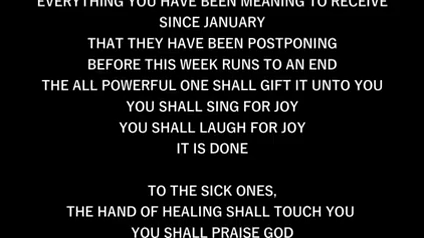 EVERYTHING YOU HAVE BEEN MEANING TO RECEIVE
SINCE JANUARY
THAT THEY HAVE BEEN POSTPONING
BEFORE THIS WEEK RUNS TO AN END
THE ALL POWERFUL ONE SHALL GIFT IT UNTO YOU
YOU SHALL SING FOR JOY
YOU SHALL LAUGH FOR JOY
IT IS DONE
TO THE SICK ONES,
THE HAND OF HEALING SHALL TOUCH YOU
YOU SHALL PRAISE GOD